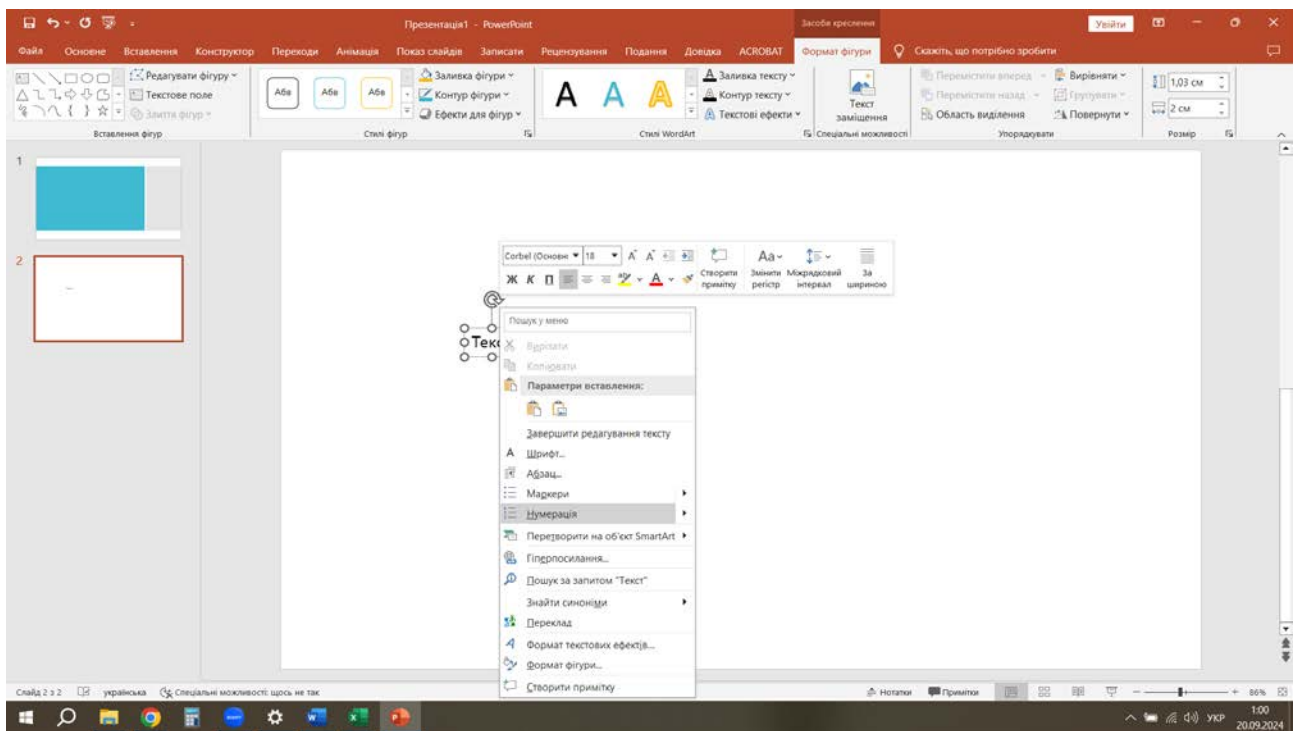 Презентація1 - PowerPoint
Засоби креслення
Увійти
Файл Основне Вставлення Конструктор Переходи Анімація Показ слайдів Записати Рецензування Подання Довідка ACROBAT Формат фігури Скажіть, що потрібно зробити
Редагувати фігуру
Текстове поле
Злиття фігур
Вставлення фігур
Абв Абв Абв
Заливка фігури
Контур фігури
Ефекти для фігур
Стилі фігур
A A A
Заливка тексту
Контур тексту
Текстові ефекти
Стилі WordArt
Текст заміщення
Спеціальні можливості
Перемістити вперед
Перемістити назад
Область виділення
Вирівняти
Групувати
Повернути
Упорядкувати
1,03 см
2 см
Розмір
1
2
Corbel (Основн 18
Ж К П
Створити примітку
Змінити регістр
Міжрядковий інтервал
За шириною
Пошук у меню
Вирізати
Копіювати
Параметри вставлення:
Завершити редагування тексту
Шрифт...
Абзац...
Маркери
Нумерація
Перетворити на об'єкт SmartArt
Гіперпосилання...
Пошук за запитом "Текст"
Знайти синоніми
Переклад
Формат текстових ефектів...
Формат фігури...
Створити примітку
Слайд 2 з 2 українська Спеціальні можливості: щось не так
Нотатки Примітки 86%
УКР 1:00
20.09.2024